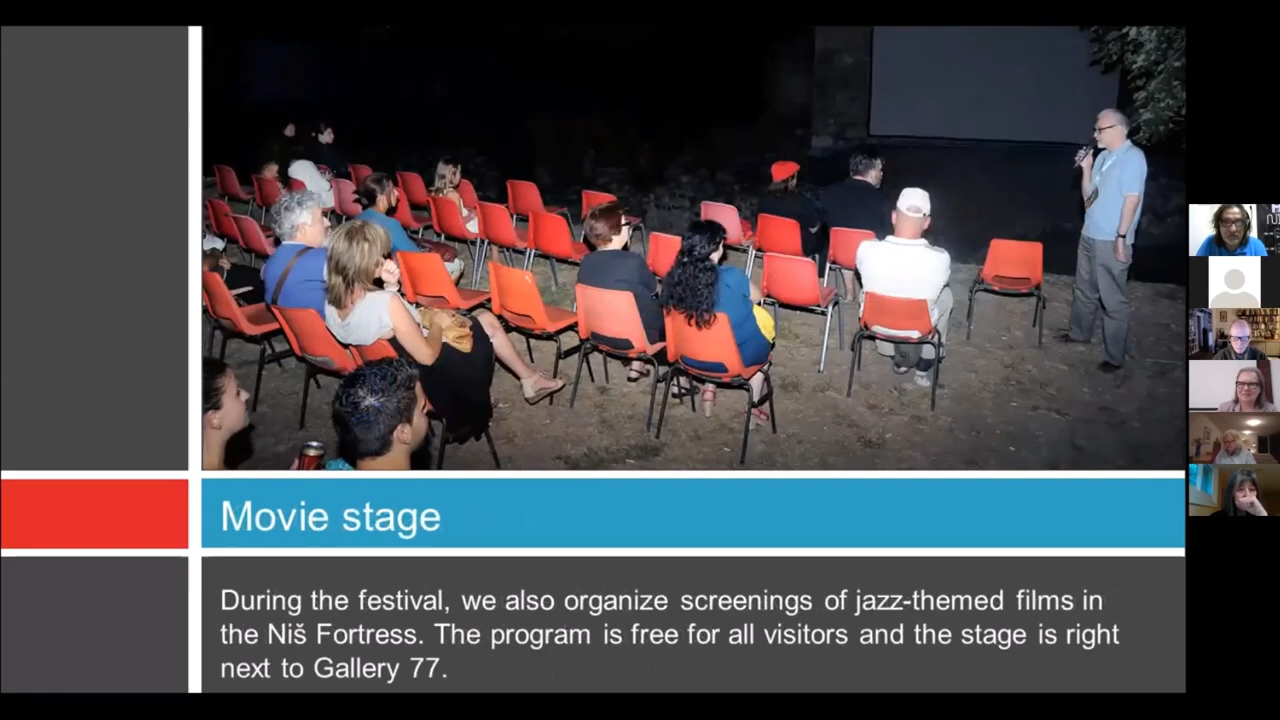 Movie stage
During the festival, we also organize screenings of jazz-themed films in
the Niš Fortress. The program is free for all visitors and the stage is right
next to Gallery 77.